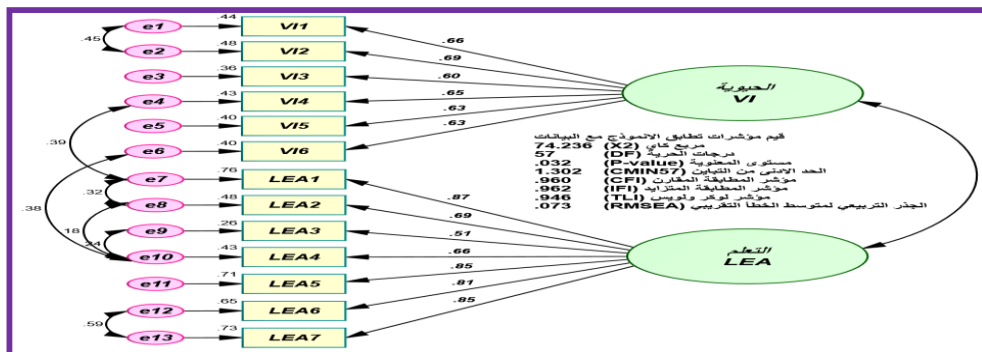 e1 .44 VI1
.45
e2 .48 VI2
e3 .36 VI3
e4 .43 VI4
e5 .40 VI5
e6 .40 VI6
.39
e7 .76 LEA1
.32
e8 .48 LEA2
.38
.18
e9 .26 LEA3
.24
e10 .43 LEA4
e11 .71 LEA5
e12 .65 LEA6
.59
e13 .73 LEA7
.66
.69
.60
.65
.63
.63
.87
.69
.51
.66
.85
.81
.85
الحيوية
VI
قيم مؤشرات تطابق الانموذج مع البيانات
مربع كاي (X2) 74.236
درجات الحرية (DF) 57
مستوى المعنوية (P-value) .032
الحد الادنى من التباين (CMIN57) 1.302
مؤشر المطابقة المقارن (CFI) .960
مؤشر المطابقة المتزايد (IFI) .962
مؤشر لوكر ولويس (TLI) .946
الجذر التربيعي لمتوسط الخطأ التقريبي (RMSEA) .073
التعلم
LEA